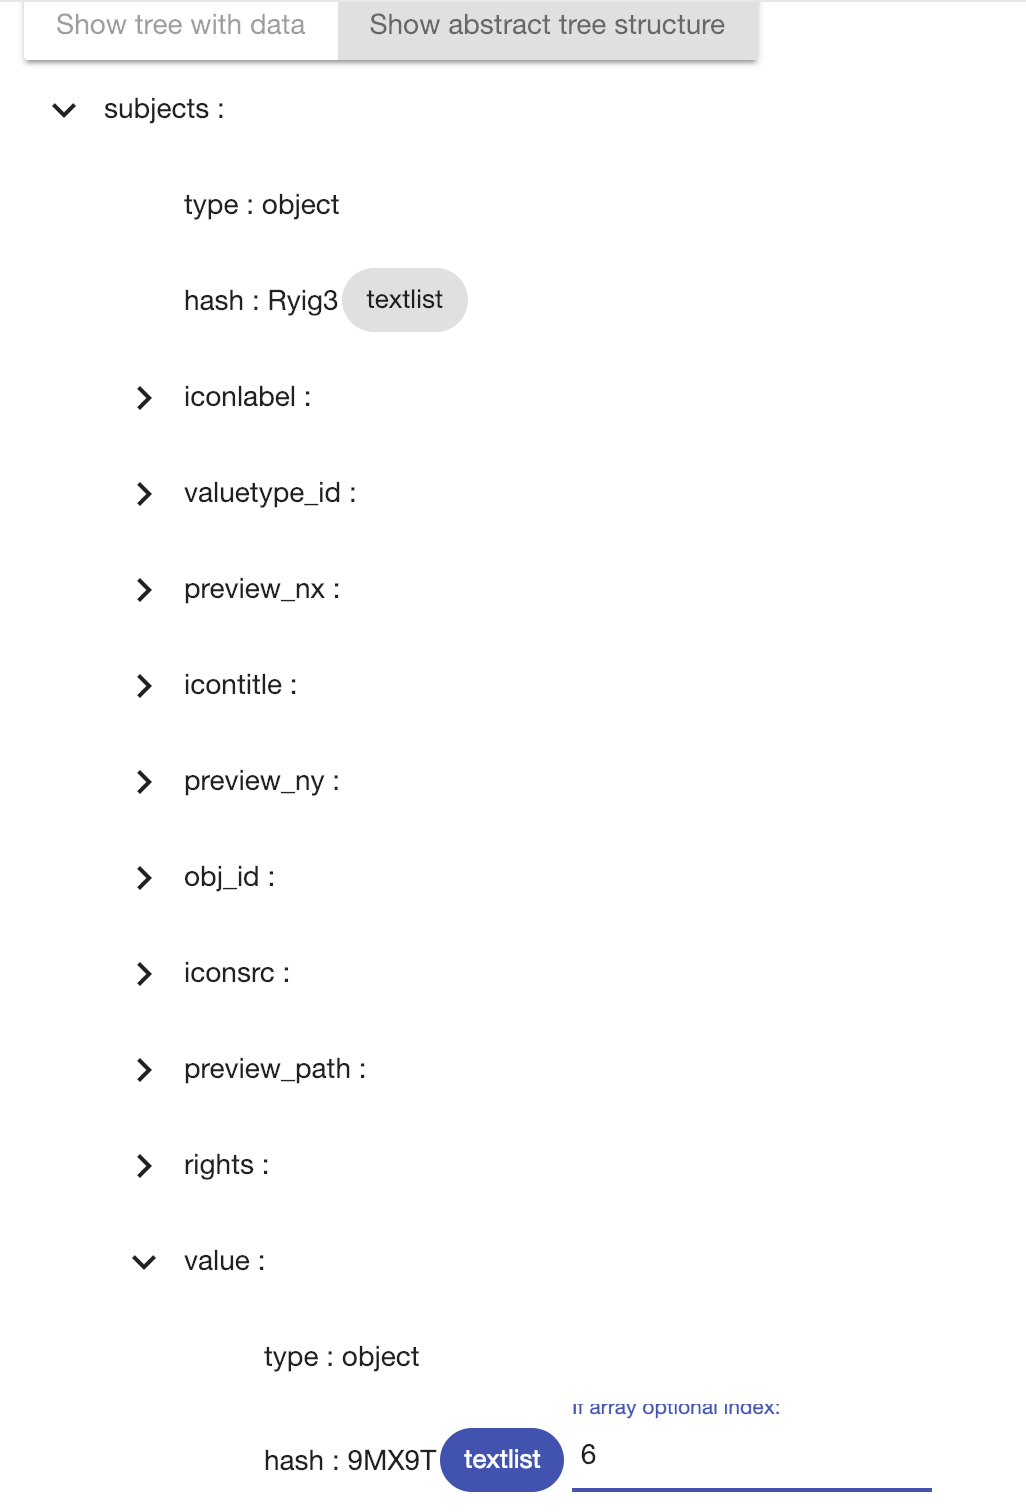 Show tree with data Show abstract tree structure
subjects :
type : object
hash : Ryig3 textlist
iconlabel :
valuetype_id :
preview_nx :
icontitle :
preview_ny :
obj_id :
iconsrc :
preview_path :
rights :
value :
type : object
If array optional index:
hash : 9MX9T textlist 6